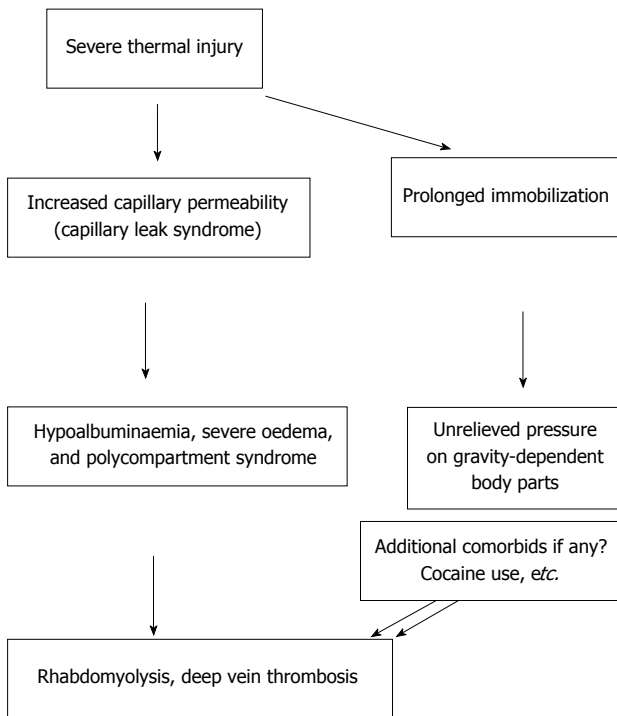 Severe thermal injury
Increased capillary permeability
(capillary leak syndrome)
Prolonged immobilization
Hypoalbuminaemia, severe oedema,
and polycompartment syndrome
Unrelieved pressure
on gravity-dependent
body parts
Additional comorbids if any?
Cocaine use, etc.
Rhabdomyolysis, deep vein thrombosis